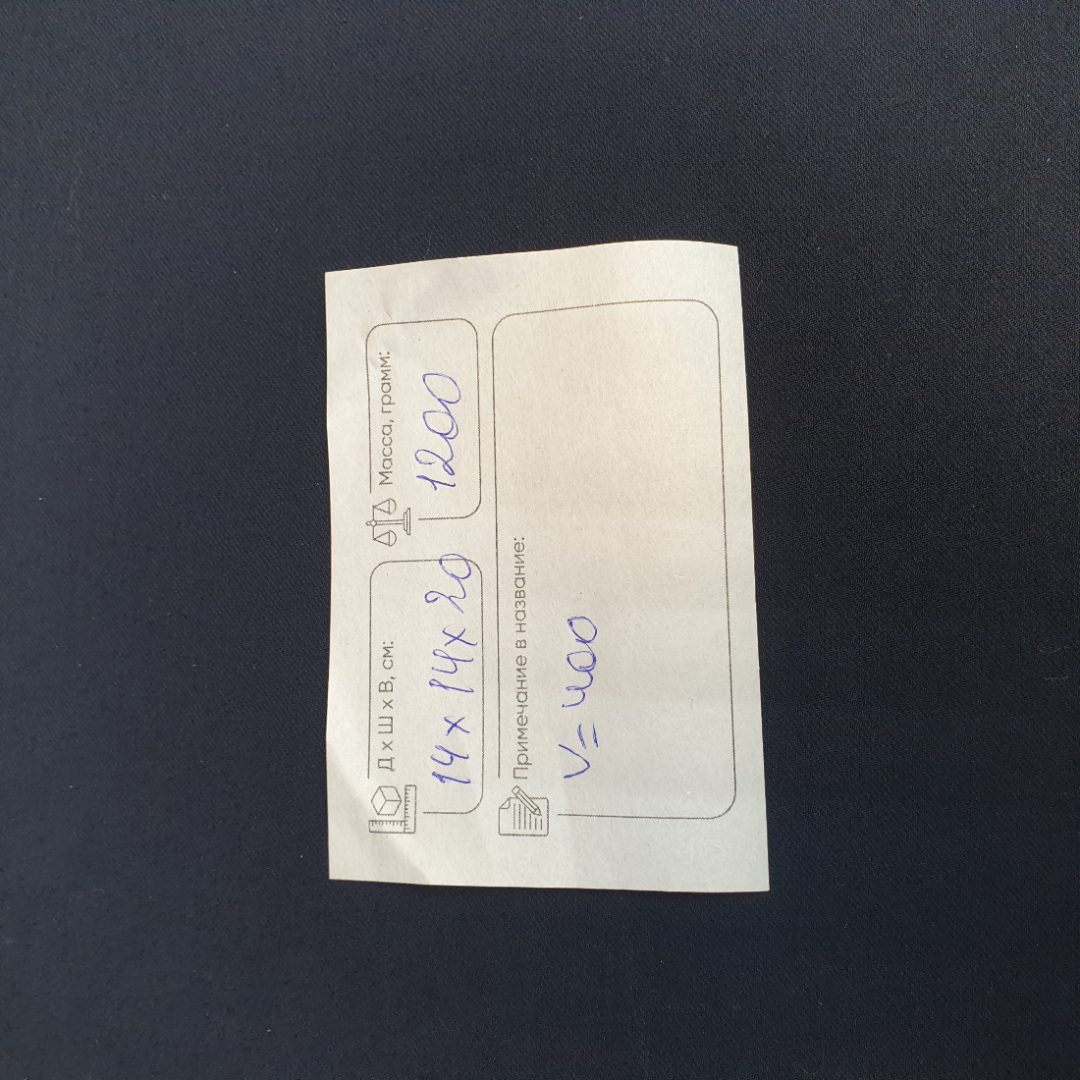 Д х Ш х В, см:
14 x 14 x 20
Масса, грамм:
1200
Примечание в название:
V = 400